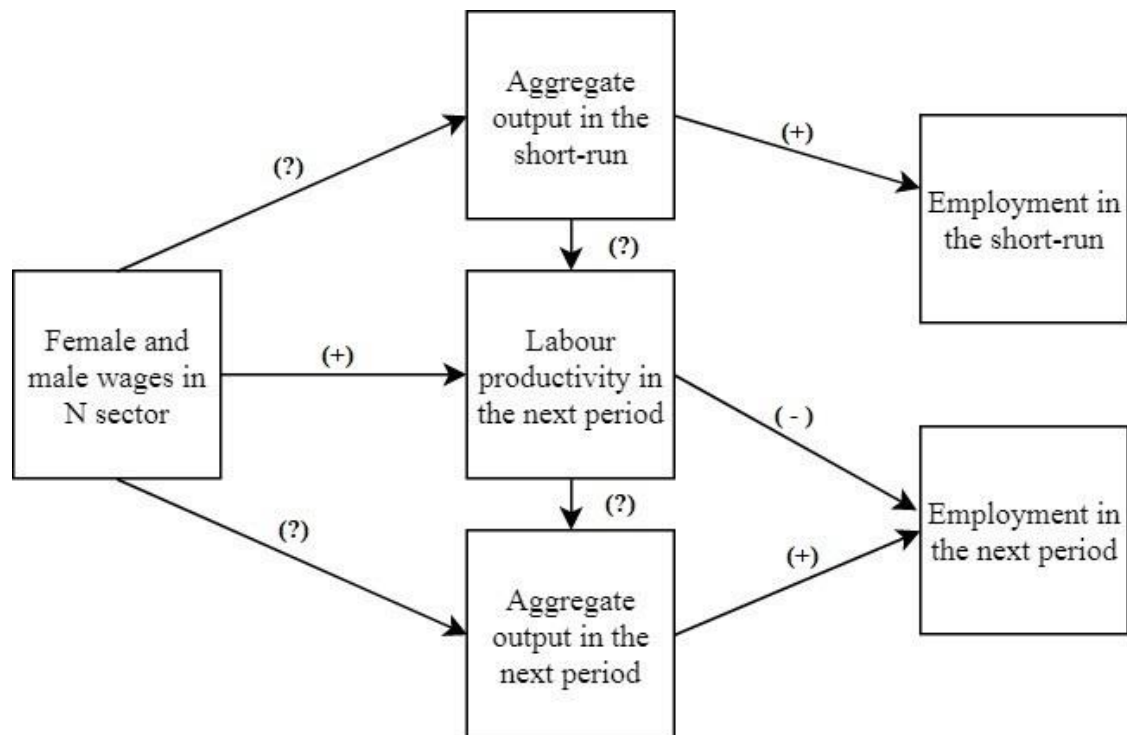 Aggregate
output in the
short-run
(?)
(+)
Employment in
the short-run
(?)
Female and
male wages in
N sector
(+)
Labour
productivity in
the next period
( - )
(?)
(?)
Employment in
the next period
(+)
Aggregate
output in the
next period